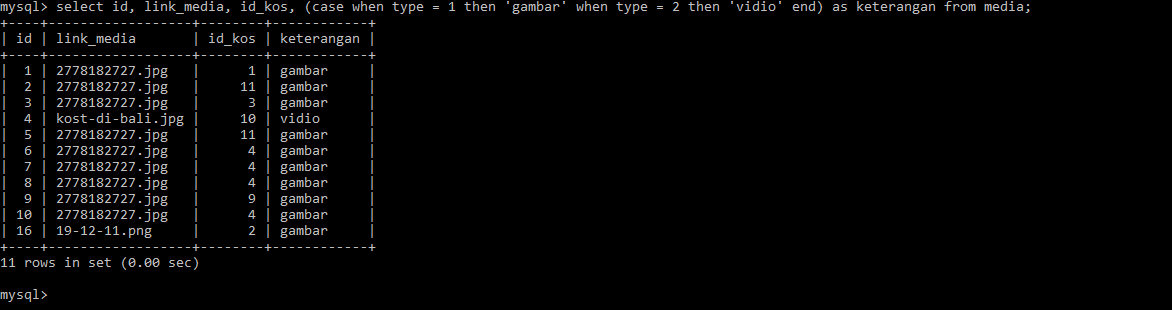 mysql> select id, link_media, id_kos, (case when type = 1 then 'gambar' when type = 2 then 'vidio' end) as keterangan from media;
+----+------------------+--------+------------+
| id | link_media       | id_kos | keterangan |
+----+------------------+--------+------------+
|  1 | 2778182727.jpg   |      1 | gambar     |
|  2 | 2778182727.jpg   |     11 | gambar     |
|  3 | 2778182727.jpg   |      3 | gambar     |
|  4 | kost-di-bali.jpg |     10 | vidio      |
|  5 | 2778182727.jpg   |     11 | gambar     |
|  6 | 2778182727.jpg   |      4 | gambar     |
|  7 | 2778182727.jpg   |      4 | gambar     |
|  8 | 2778182727.jpg   |      4 | gambar     |
|  9 | 2778182727.jpg   |      9 | gambar     |
| 10 | 2778182727.jpg   |      4 | gambar     |
| 16 | 19-12-11.png     |      2 | gambar     |
+----+------------------+--------+------------+
11 rows in set (0.00 sec)
mysql>